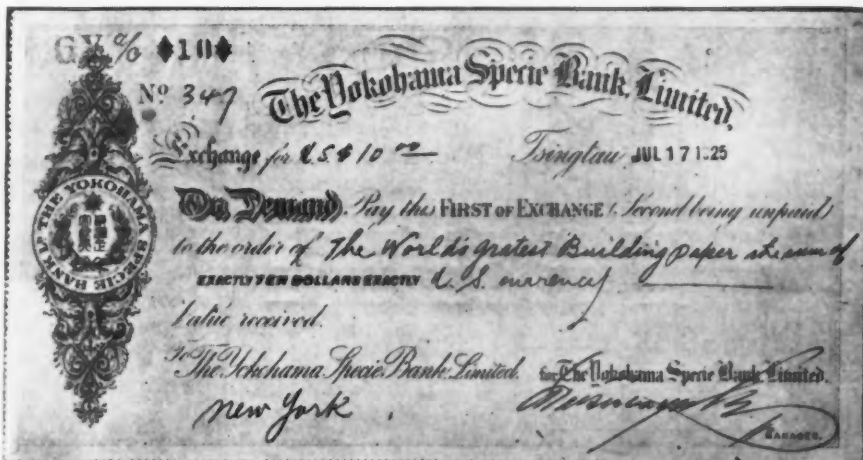 GX % ♦10♦
No 347
The Yokohama Specie Bank, Limited.
Exchange for U.S.$10 00 Tsingtau JUL 17 1925
On Demand, Pay this FIRST of EXCHANGE (Second being unpaid)
to the order of The World's gratest Building paper the sum of
EXACTLY TEN DOLLARS EXACTLY U. S. currency
Value received.
To The Yokohama Specie Bank Limited. for The Yokohama Specie Bank Limited.
New York.
MANAGER.
THE YOKOHAMA SPECIE BANK LD